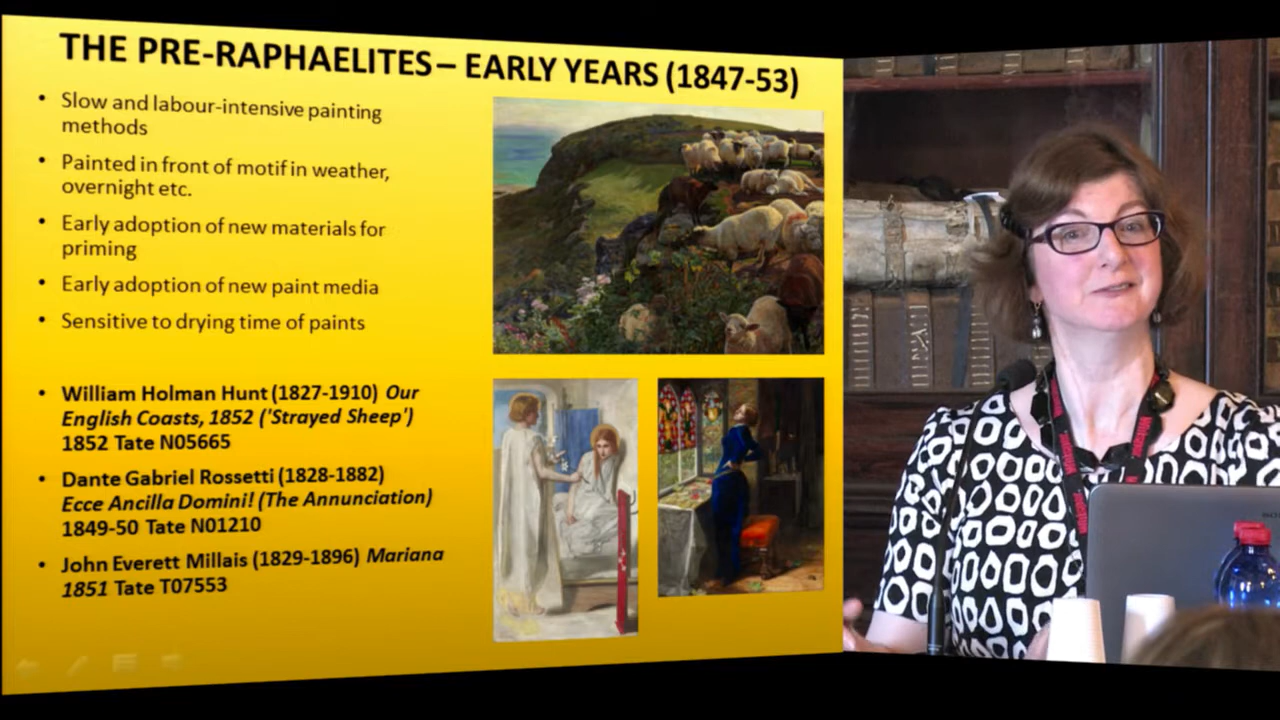 THE PRE-RAPHAELITES – EARLY YEARS (1847-53)
• Slow and labour-intensive painting
methods
• Painted in front of motif in weather,
overnight etc.
• Early adoption of new materials for
priming
• Early adoption of new paint media
• Sensitive to drying time of paints
• William Holman Hunt (1827-1910) Our
English Coasts, 1852 ('Strayed Sheep')
1852 Tate N05665
• Dante Gabriel Rossetti (1828-1882)
Ecce Ancilla Domini! (The Annunciation)
1849-50 Tate N01210
• John Everett Millais (1829-1896) Mariana
1851 Tate T07553